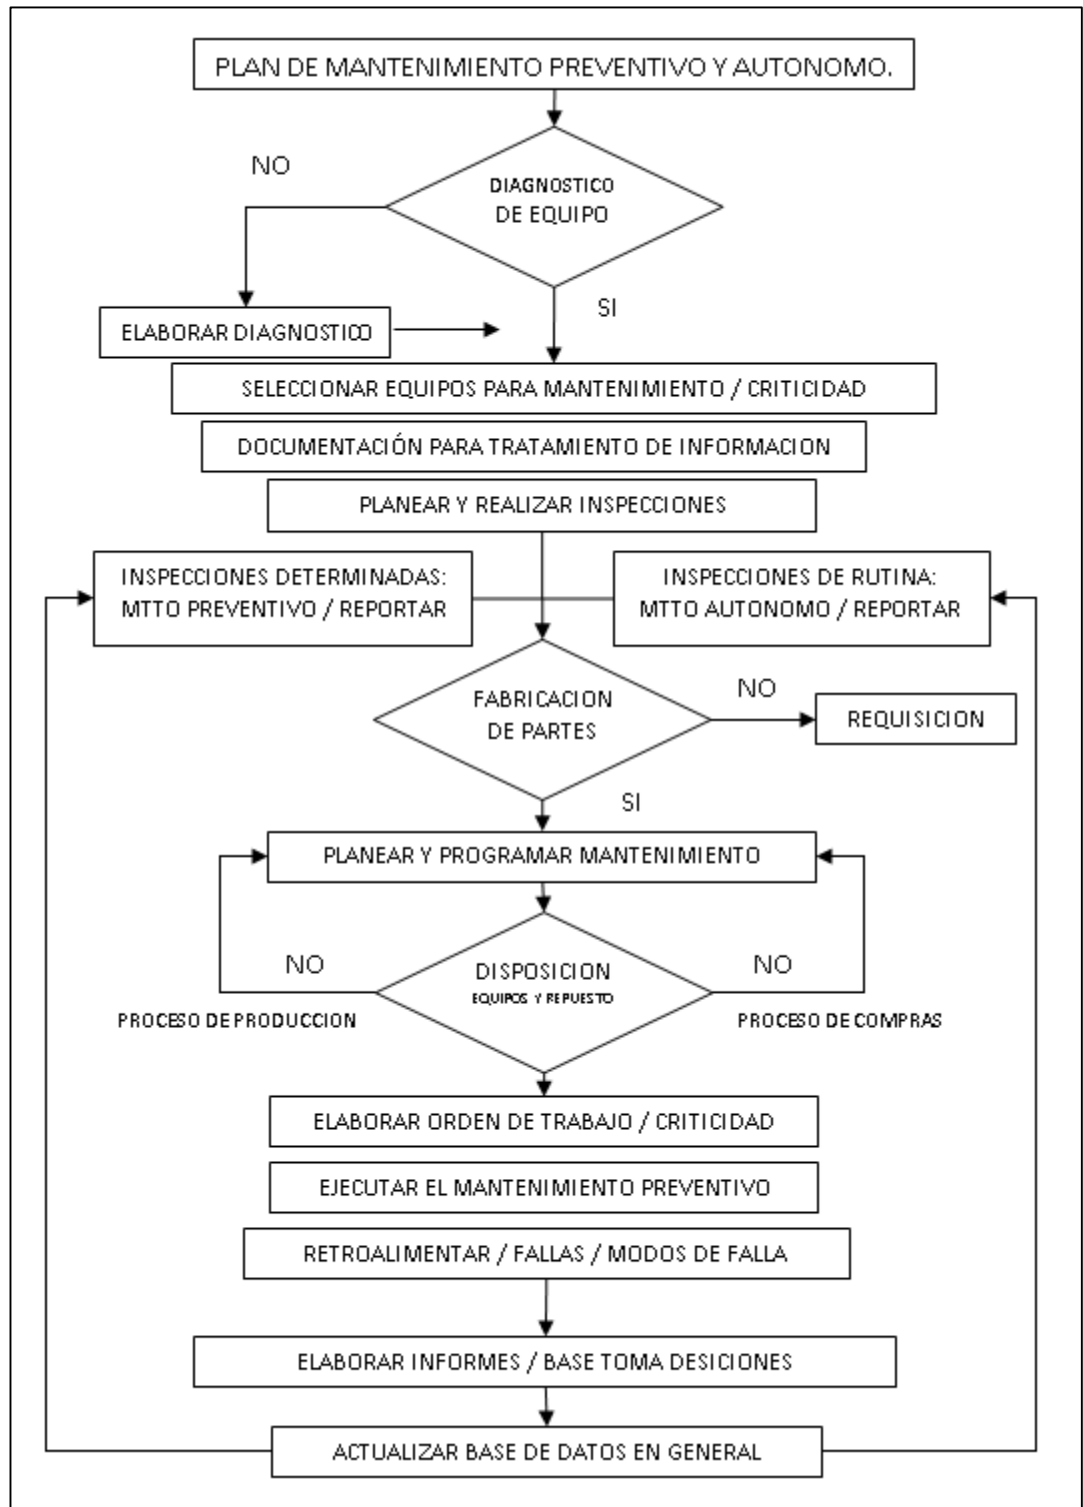 PLAN DE MANTENIMIENTO PREVENTIVO Y AUTONOMO.
NO
DIAGNOSTICO
DE EQUIPO
SI
ELABORAR DIAGNOSTICO
SELECCIONAR EQUIPOS PARA MANTENIMIENTO / CRITICIDAD
DOCUMENTACIÓN PARA TRATAMIENTO DE INFORMACION
PLANEAR Y REALIZAR INSPECCIONES
INSPECCIONES DETERMINADAS:
MTTO PREVENTIVO / REPORTAR
INSPECCIONES DE RUTINA:
MTTO AUTONOMO / REPORTAR
FABRICACION
DE PARTES
NO
REQUISICION
SI
PLANEAR Y PROGRAMAR MANTENIMIENTO
NO
DISPOSICION
EQUIPOS Y REPUESTO
NO
PROCESO DE PRODUCCION
PROCESO DE COMPRAS
ELABORAR ORDEN DE TRABAJO / CRITICIDAD
EJECUTAR EL MANTENIMIENTO PREVENTIVO
RETROALIMENTAR / FALLAS / MODOS DE FALLA
ELABORAR INFORMES / BASE TOMA DESICIONES
ACTUALIZAR BASE DE DATOS EN GENERAL